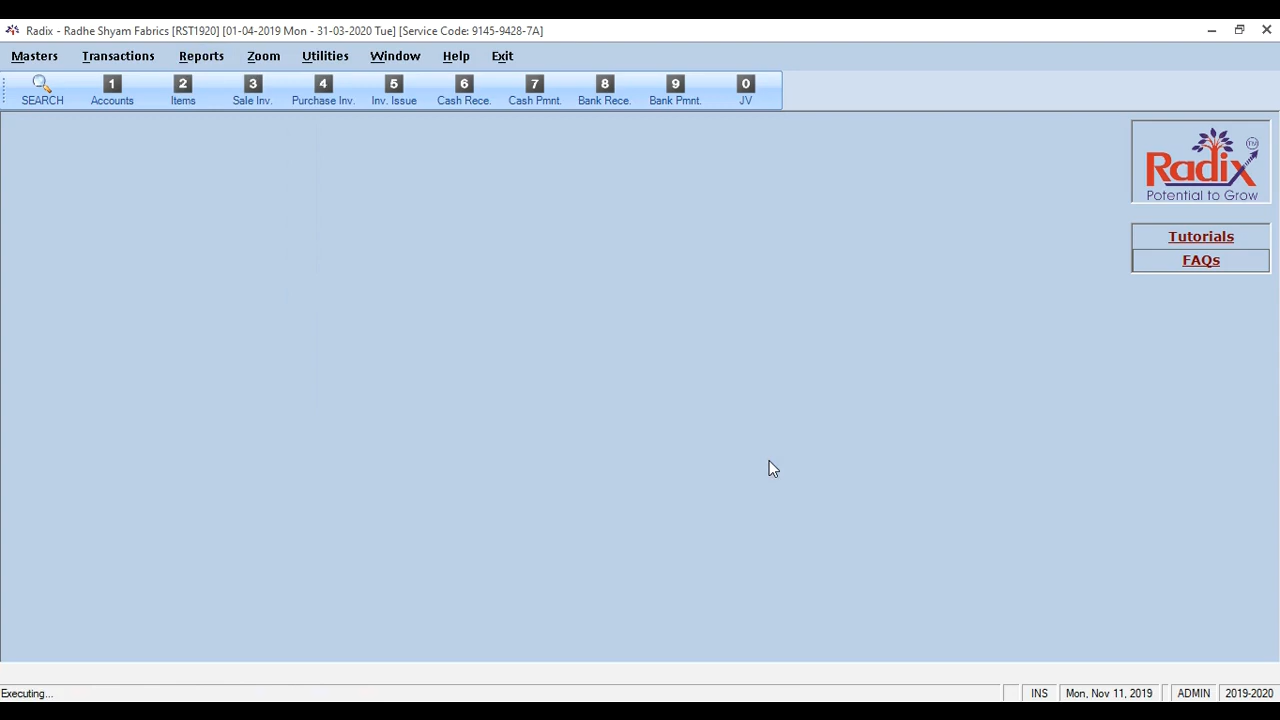 Radix - Radhe Shyam Fabrics [RST1920] [01-04-2019 Mon - 31-03-2020 Tue] [Service Code: 9145-9428-7A]
Masters Transactions Reports Zoom Utilities Window Help Exit
1 2 3 4 5 6 7 8 9 0
SEARCH Accounts Items Sale Inv. Purchase Inv. Inv. Issue Cash Rece. Cash Pmnt. Bank Rece. Bank Pmnt. JV
TM
Radix
Potential to Grow
Tutorials
FAQs
Executing... INS Mon, Nov 11, 2019 ADMIN 2019-2020